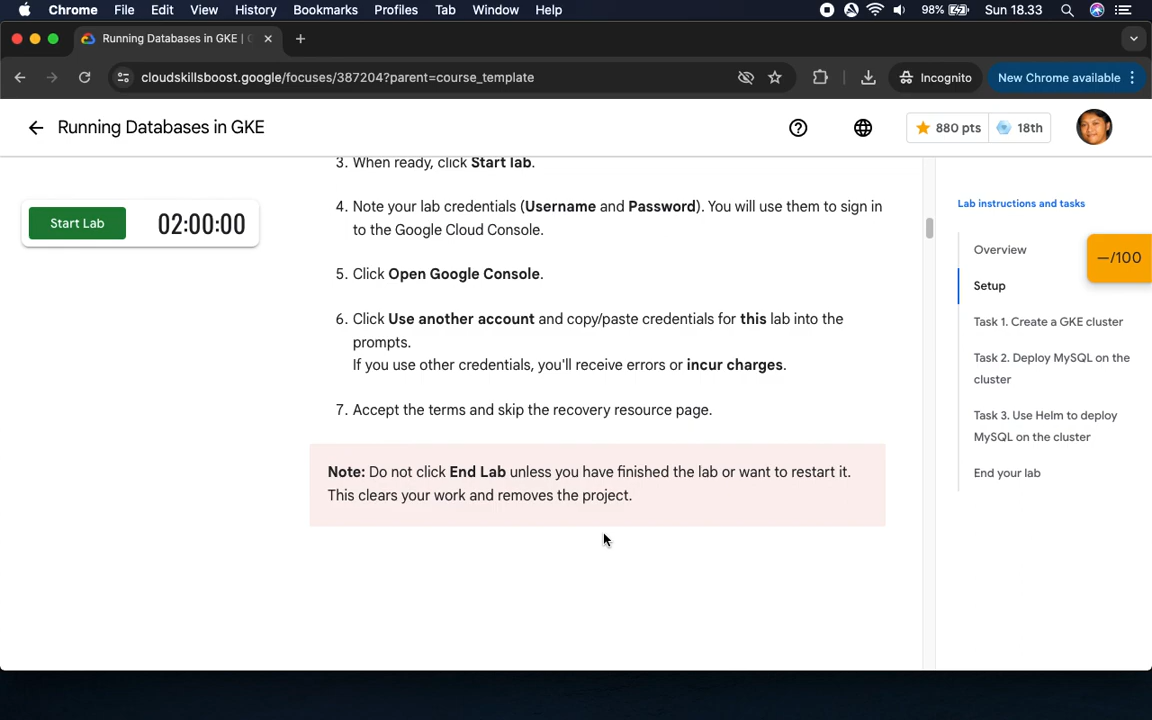 Chrome File Edit View History Bookmarks Profiles Tab Window Help 98% Sun 18.33
Running Databases in GKE | C
cloudskillsboost.google/focuses/387204?parent=course_template Incognito New Chrome available
Running Databases in GKE 880 pts 18th
3. When ready, click Start lab.
Start Lab 02:00:00
4. Note your lab credentials (Username and Password). You will use them to sign in
to the Google Cloud Console.
5. Click Open Google Console.
6. Click Use another account and copy/paste credentials for this lab into the
prompts.
If you use other credentials, you'll receive errors or incur charges.
7. Accept the terms and skip the recovery resource page.
Note: Do not click End Lab unless you have finished the lab or want to restart it.
This clears your work and removes the project.
Lab instructions and tasks
Overview
–/100
Setup
Task 1. Create a GKE cluster
Task 2. Deploy MySQL on the
cluster
Task 3. Use Helm to deploy
MySQL on the cluster
End your lab